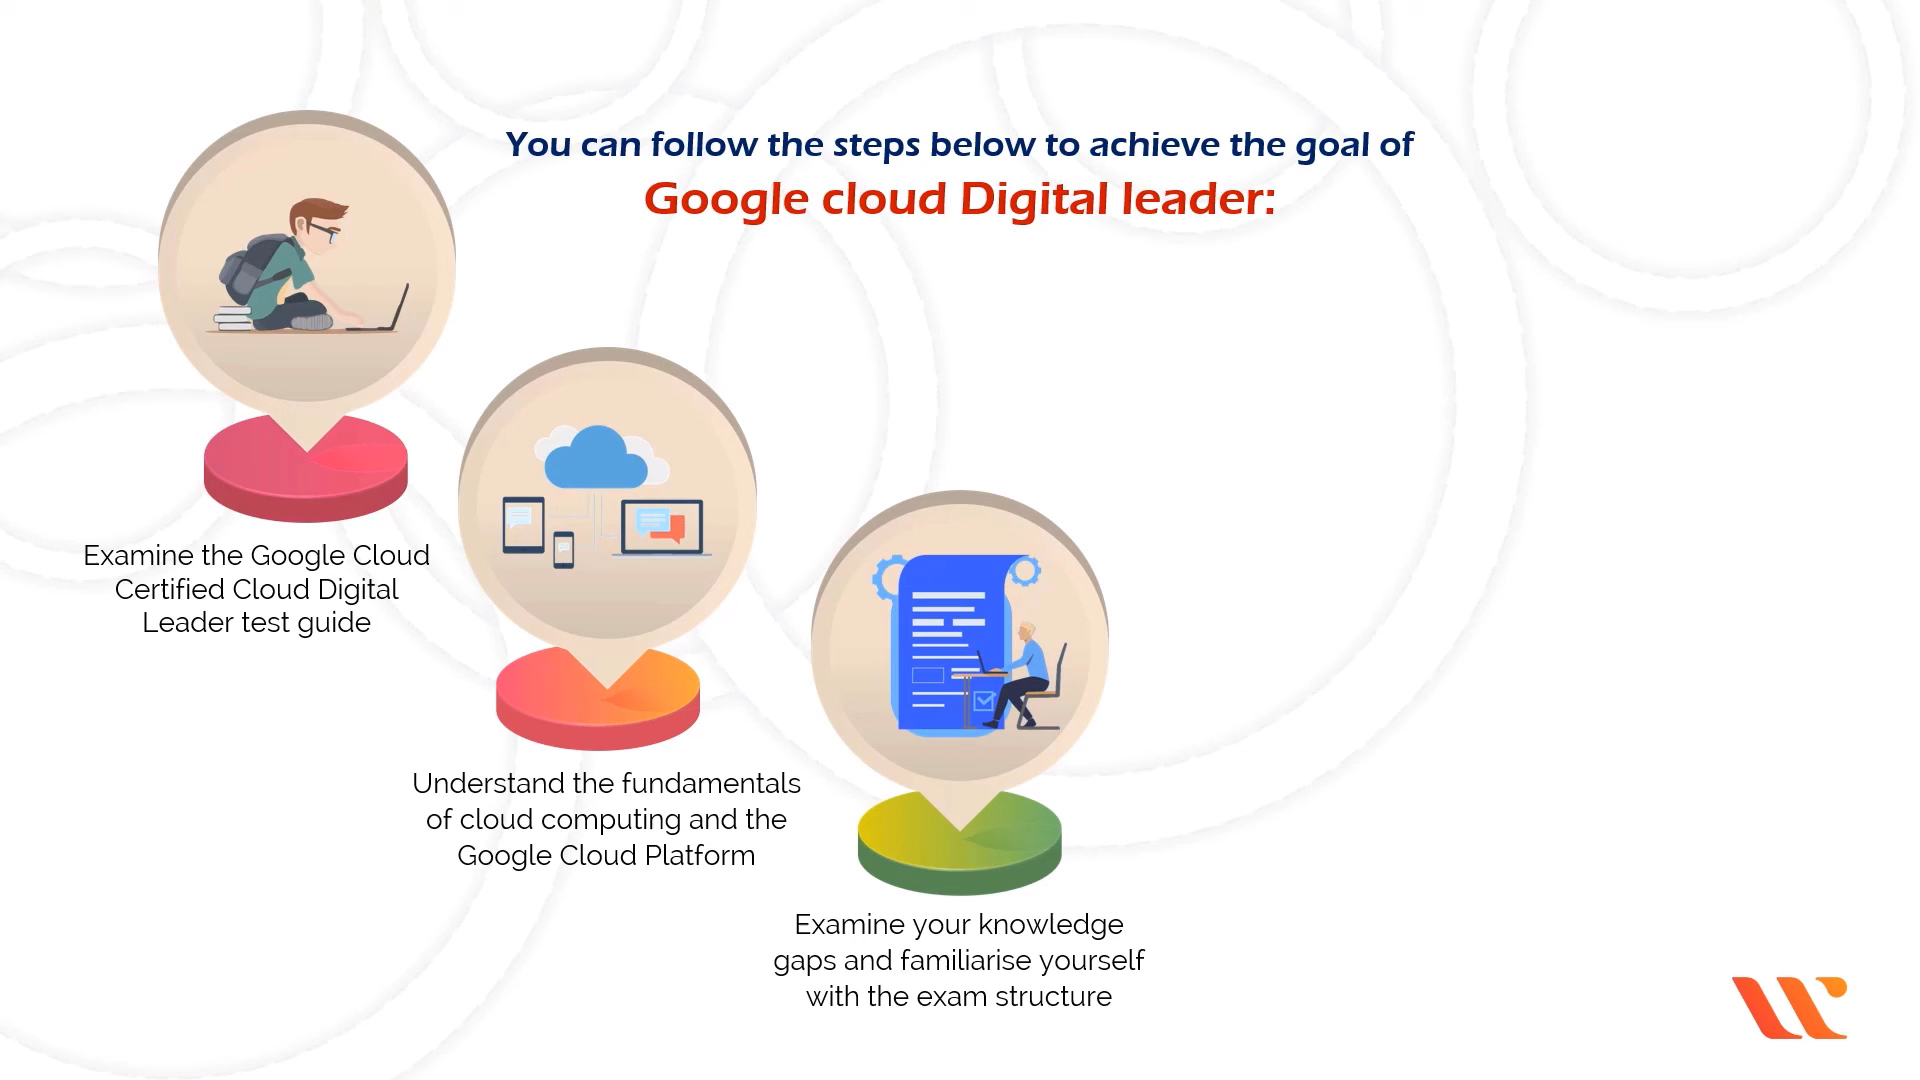 You can follow the steps below to achieve the goal of
Google cloud Digital leader:
Examine the Google Cloud
Certified Cloud Digital
Leader test guide
Understand the fundamentals
of cloud computing and the
Google Cloud Platform
Examine your knowledge
gaps and familiarise yourself
with the exam structure